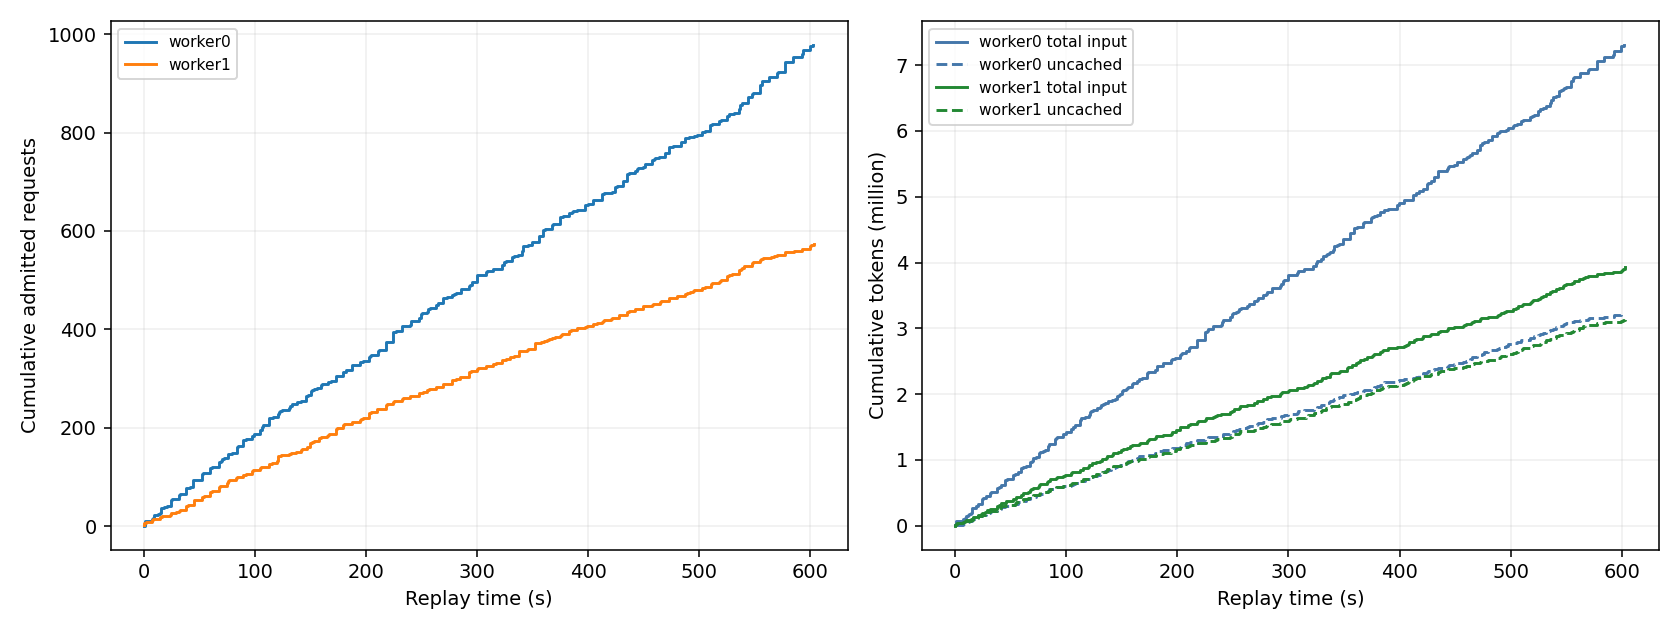 worker0
worker1
1000
800
600
400
200
0
Cumulative admitted requests
0 100 200 300 400 500 600
Replay time (s)
worker0 total input
worker0 uncached
worker1 total input
worker1 uncached
7
6
5
4
3
2
1
0
Cumulative tokens (million)
0 100 200 300 400 500 600
Replay time (s)